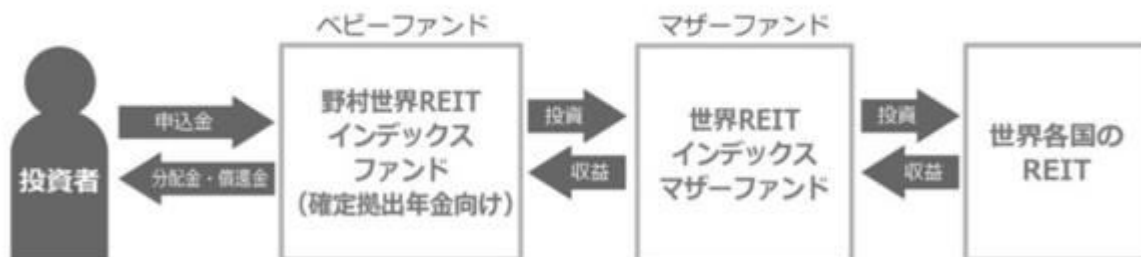 ベビーファンド
マザーファンド
投資者
申込金
分配金・償還金
野村世界REIT
インデックス
ファンド
（確定拠出年金向け）
投資
収益
世界REIT
インデックス
マザーファンド
投資
収益
世界各国の
REIT